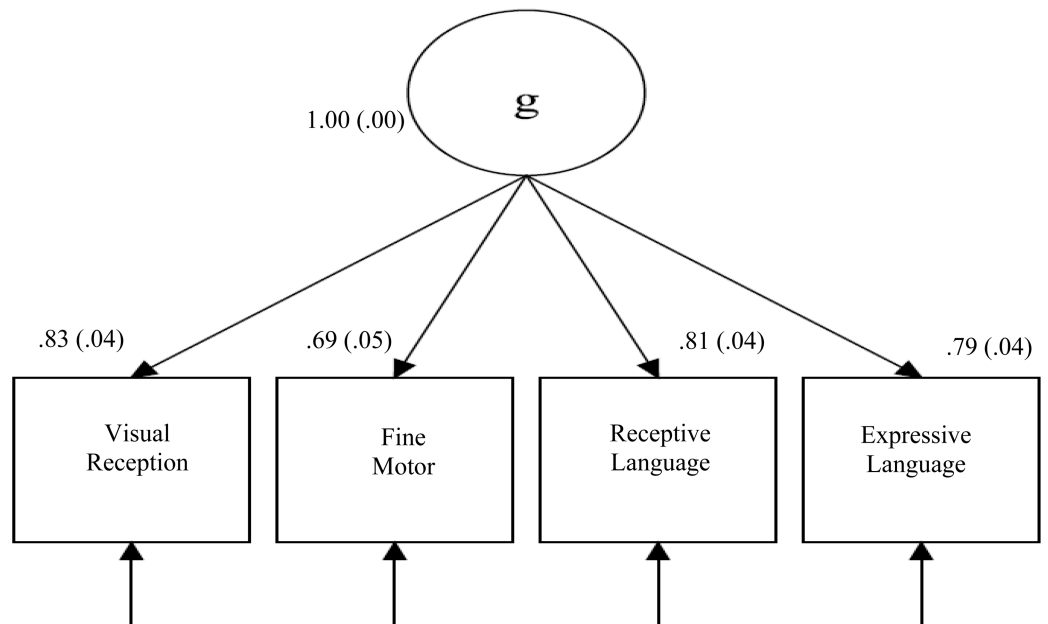 g
1.00 (.00)
.83 (.04)
.69 (.05)
.81 (.04)
.79 (.04)
Visual
Reception
Fine
Motor
Receptive
Language
Expressive
Language